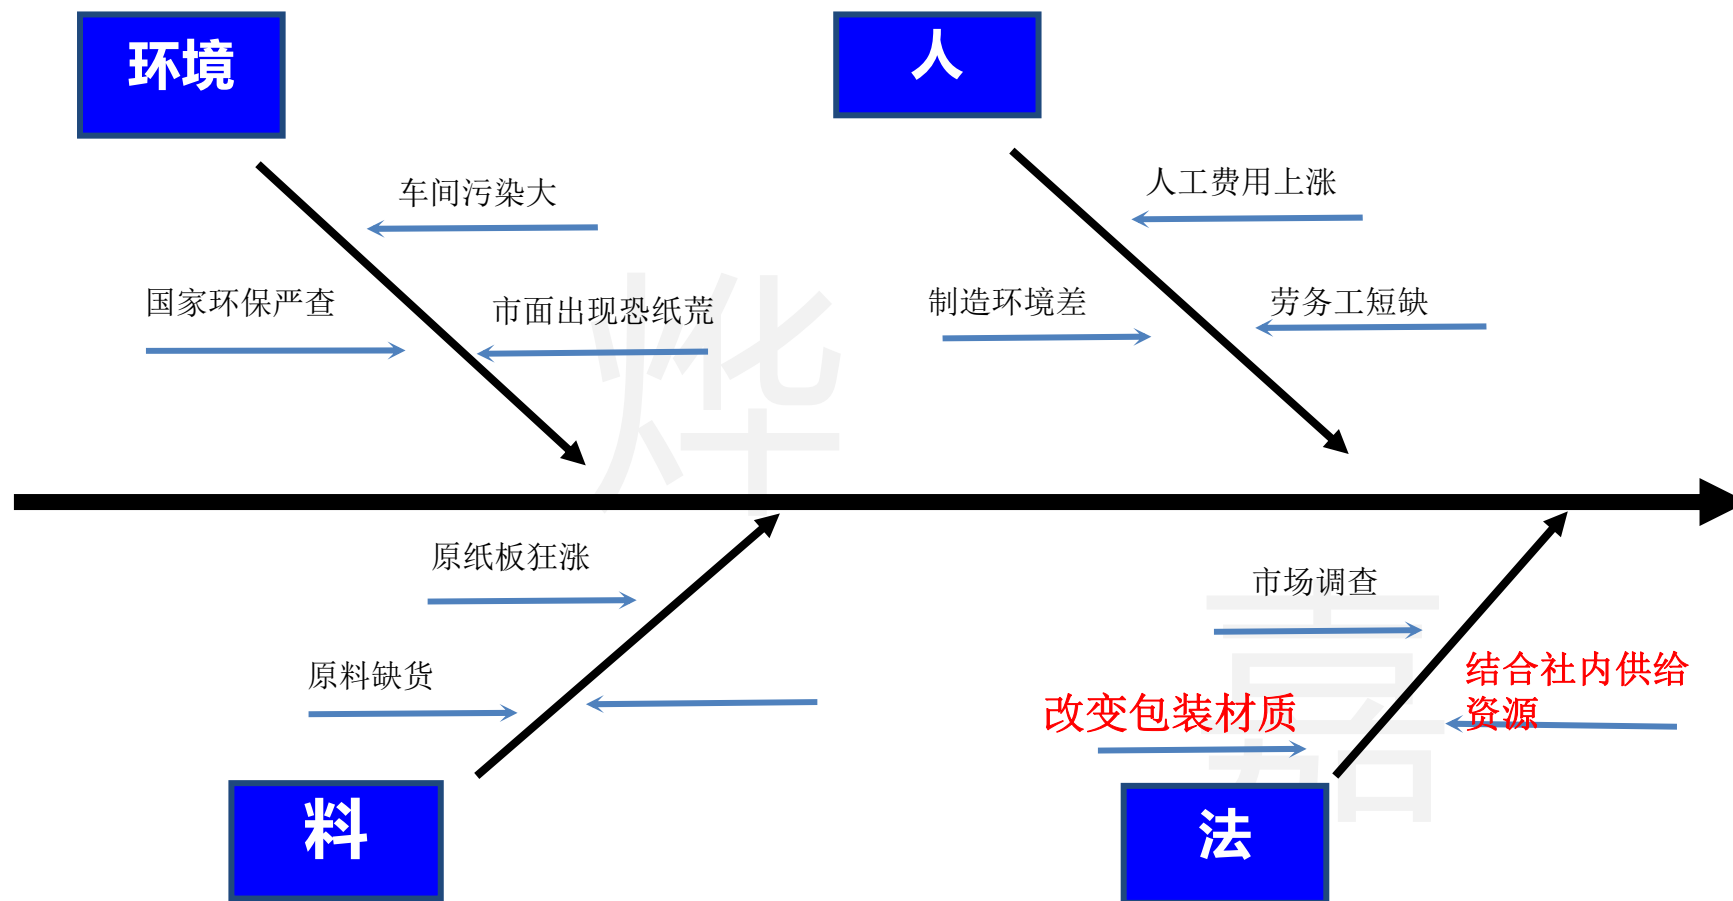 环境
人
车间污染大
人工费用上涨
国家环保严查
市面出现恐纸荒
制造环境差
劳务工短缺
烨
原纸板狂涨
市场调查
原料缺货
改变包装材质
结合社内供给
资源
嘉
料
法